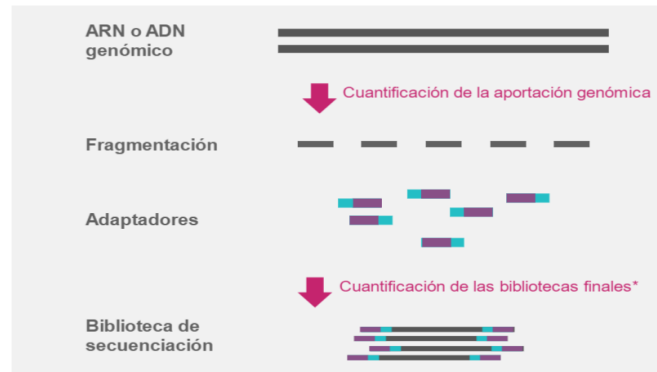 ARN o ADN
genómico
Cuantificación de la aportación genómica
Fragmentación
Adaptadores
Cuantificación de las bibliotecas finales*
Biblioteca de
secuenciación